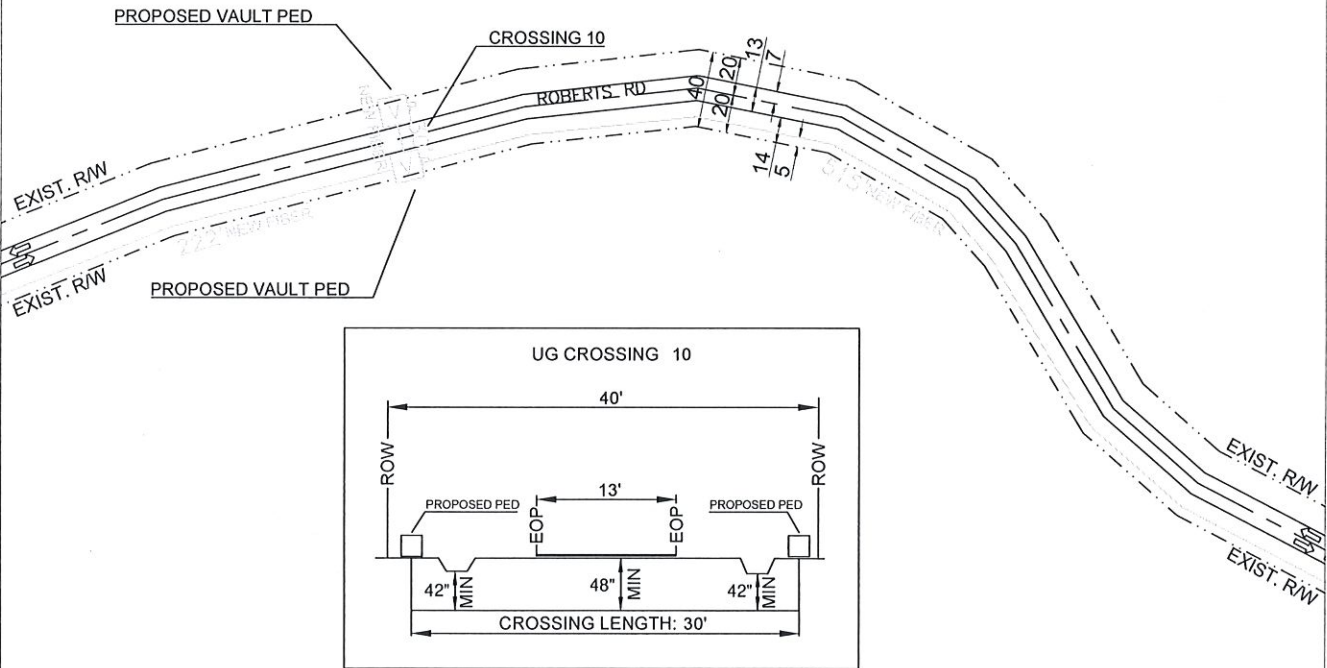 PROPOSED VAULT PED
CROSSING 10
ROBERTS RD
40
20
20
13
7
14
5
EXIST. R/W
EXIST. R/W
222' NEW FIBER
515' NEW FIBER
PROPOSED VAULT PED
EXIST. R/W
EXIST. R/W
UG CROSSING 10
40'
ROW
ROW
PROPOSED PED
13'
PROPOSED PED
EOP
EOP
42" MIN
48" MIN
42" MIN
CROSSING LENGTH: 30'